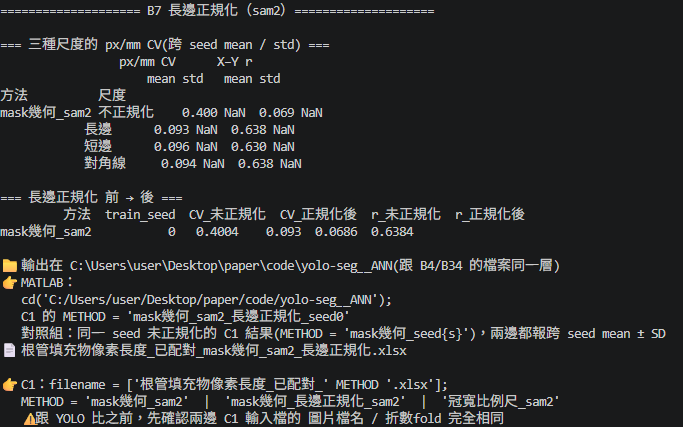 ==================== B7 長邊正規化（sam2）====================
=== 三種尺度的 px/mm CV(跨 seed mean / std) ===
px/mm CV X-Y r
mean std mean std
方法 尺度
mask幾何_sam2 不正規化 0.400 NaN 0.069 NaN
長邊 0.093 NaN 0.638 NaN
短邊 0.096 NaN 0.630 NaN
對角線 0.094 NaN 0.638 NaN
=== 長邊正規化 前 → 後 ===
方法 train_seed CV_未正規化 CV_正規化後 r_未正規化 r_正規化後
mask幾何_sam2 0 0.4004 0.093 0.0686 0.6384
📁 輸出在 C:\Users\user\Desktop\paper\code\yolo-seg__ANN(跟 B4/B34 的檔案同一層)
👉 MATLAB：
cd('C:/Users/user/Desktop/paper/code/yolo-seg__ANN');
C1 的 METHOD = 'mask幾何_sam2_長邊正規化_seed0'
對照組：同一 seed 未正規化的 C1 結果(METHOD = 'mask幾何_seed{s}')，兩邊都報跨 seed mean ± SD
📄 根管填充物像素長度_已配對_mask幾何_sam2_長邊正規化.xlsx
👉 C1：filename = ['根管填充物像素長度_已配對_' METHOD '.xlsx'];
METHOD = 'mask幾何_sam2' | 'mask幾何_長邊正規化_sam2' | '冠寬比例尺_sam2'
⚠️跟 YOLO 比之前，先確認兩邊 C1 輸入檔的 圖片檔名 / 折數fold 完全相同